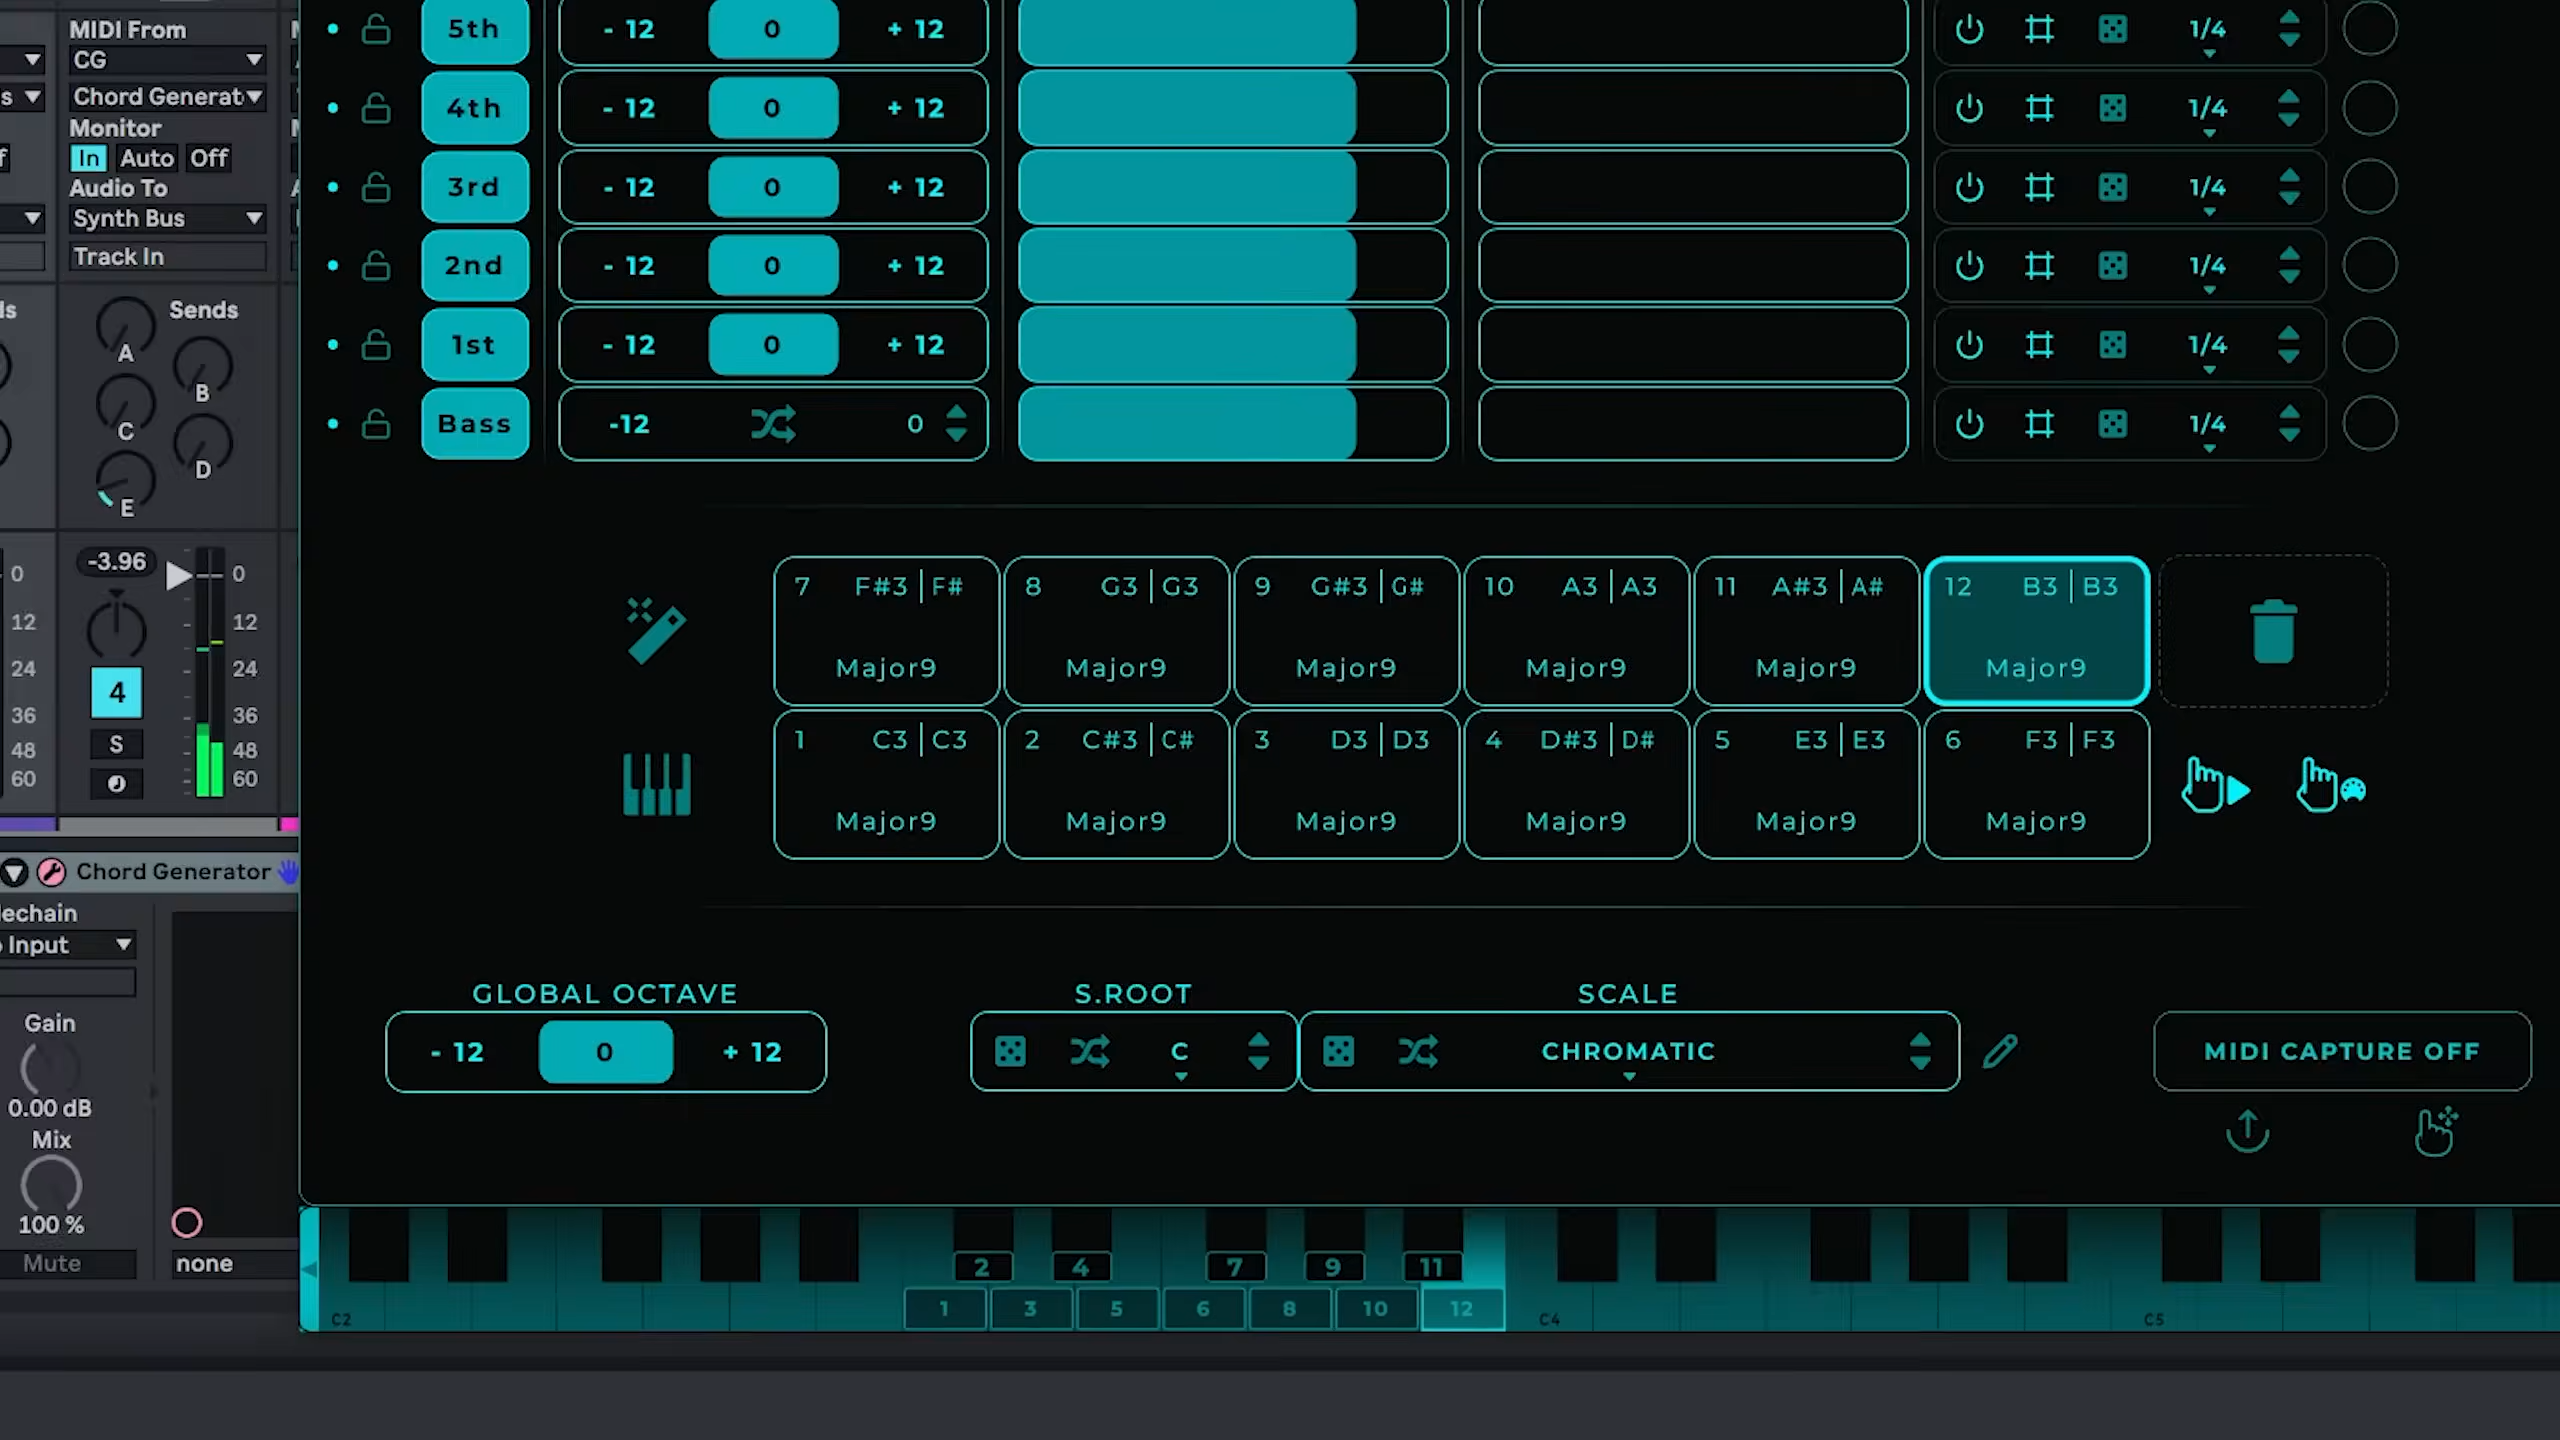 MIDI From
CG
Chord Generat
Monitor
In Auto Off
Audio To
Synth Bus
Track In
Sends
A
B
C
D
E
-3.96
0
12
24
36
48
60
0
12
24
36
48
60
4
S
Chord Generator
Input
Gain
0.00 dB
Mix
100 %
Mute
none
5th - 12 0 + 12 1/4
4th - 12 0 + 12 1/4
3rd - 12 0 + 12 1/4
2nd - 12 0 + 12 1/4
1st - 12 0 + 12 1/4
Bass -12 0 1/4
7 F#3 | F# 8 G3 | G3 9 G#3 | G# 10 A3 | A3 11 A#3 | A# 12 B3 | B3
Major9 Major9 Major9 Major9 Major9 Major9
1 C3 | C3 2 C#3 | C# 3 D3 | D3 4 D#3 | D# 5 E3 | E3 6 F3 | F3
Major9 Major9 Major9 Major9 Major9 Major9
GLOBAL OCTAVE S.ROOT SCALE
- 12 0 + 12 C CHROMATIC MIDI CAPTURE OFF
2 4 7 9 11
1 3 5 6 8 10 12
C2 C4 C5